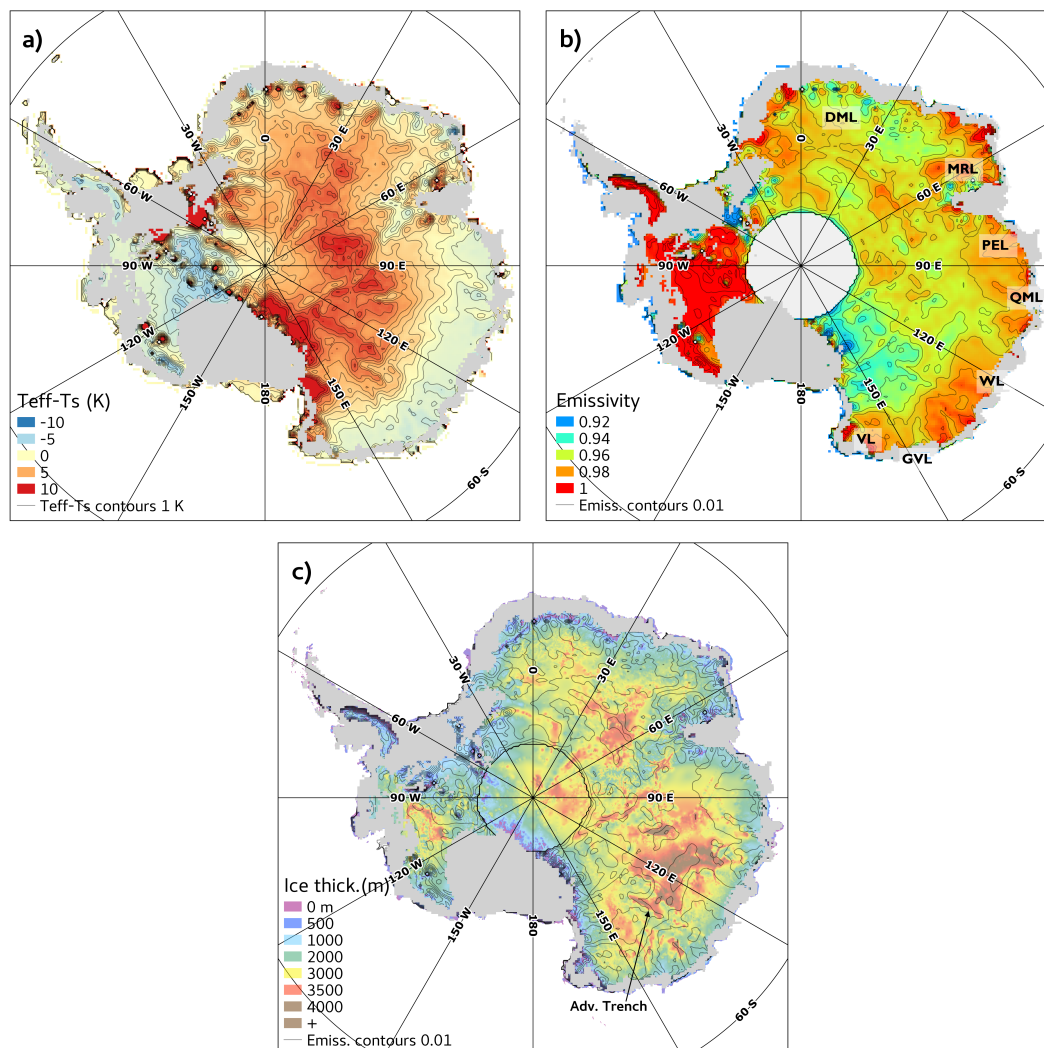 a)
30 W
0
30 E
60 W
60 E
90 W
90 E
120 W
120 E
150 W
180
150 E
60 S
Teff-Ts (K)
-10
-5
0
5
10
Teff-Ts contours 1 K
b)
DML
30 W
0
30 E
60 W
60 E
MRL
PEL
90 W
90 E
QML
120 W
120 E
WL
150 W
180
150 E
VL
GVL
60 S
Emissivity
0.92
0.94
0.96
0.98
1
Emiss. contours 0.01
c)
30 W
0
30 E
60 W
60 E
90 W
90 E
120 W
120 E
150 W
180
150 E
60 S
Adv. Trench
Ice thick.(m)
0 m
500
1000
2000
3000
3500
4000
+
Emiss. contours 0.01